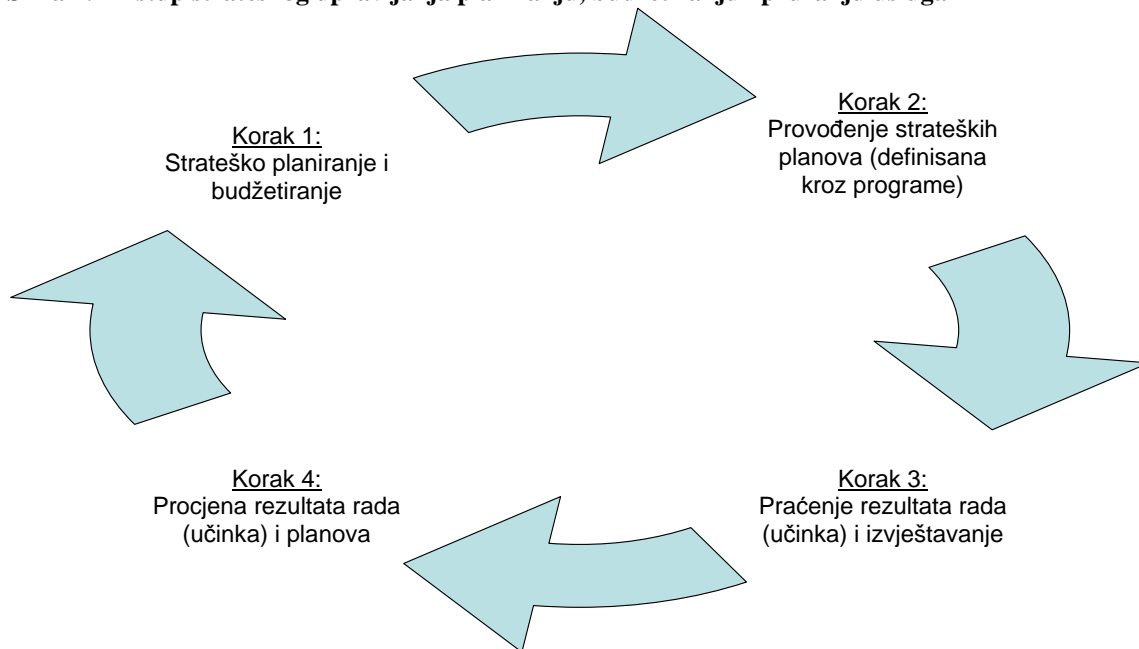 Korak 1:
Strateško planiranje i
budžetiranje
Korak 2:
Provođenje strateških
planova (definisana
kroz programe)
Korak 3:
Praćenje rezultata rada
(učinka) i izvještavanje
Korak 4:
Procjena rezultata rada
(učinka) i planova